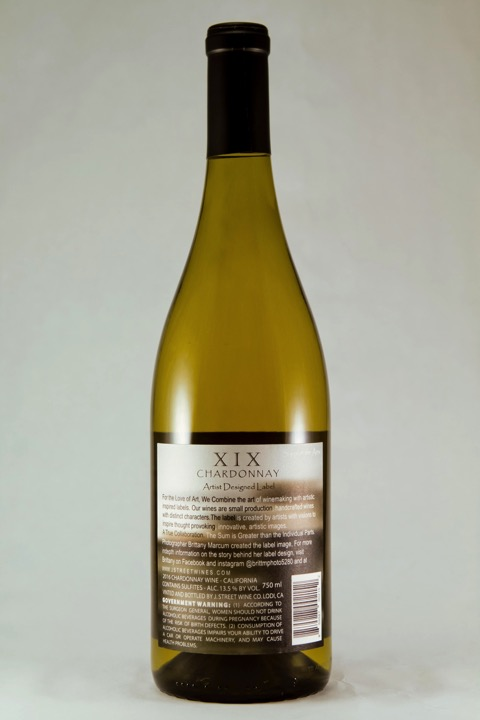 XIX
CHARDONNAY
Artist Designed Label
For the Love of Art, We Combine the art of winemaking with artistic
inspired labels. Our wines are small production handcrafted wines
with distinct characters. The label is created by artists with visions to
inspire thought provoking innovative, artistic images.
A True Collaboration. The Sum is Greater than the Individual Parts.
Photographer Brittany Marcum created the label image. For more
indepth information on the story behind her label design, visit
Brittany on Facebook and instagram @brittmphoto5280 and at
WWW.JSTREETWINES.COM
2016 CHARDONNAY WINE - CALIFORNIA
CONTAINS SULFITES - ALC. 13.5 % BY VOL. 750 ml
VINTED AND BOTTLED BY J. STREET WINE CO. LODI, CA
GOVERNMENT WARNING: (1) ACCORDING TO
THE SURGEON GENERAL, WOMEN SHOULD NOT DRINK
ALCOHOLIC BEVERAGES DURING PREGNANCY BECAUSE
OF THE RISK OF BIRTH DEFECTS. (2) CONSUMPTION OF
ALCOHOLIC BEVERAGES IMPAIRS YOUR ABILITY TO DRIVE
A CAR OR OPERATE MACHINERY, AND MAY CAUSE
HEALTH PROBLEMS.